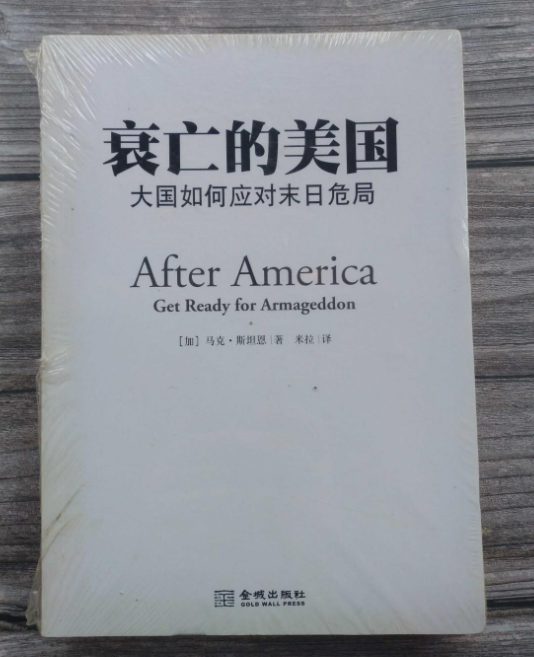 衰亡的美国
大国如何应对末日危局
After America
Get Ready for Armageddon
[加] 马克·斯坦恩|著 米拉|译
金城出版社
GOLD WALL PRESS